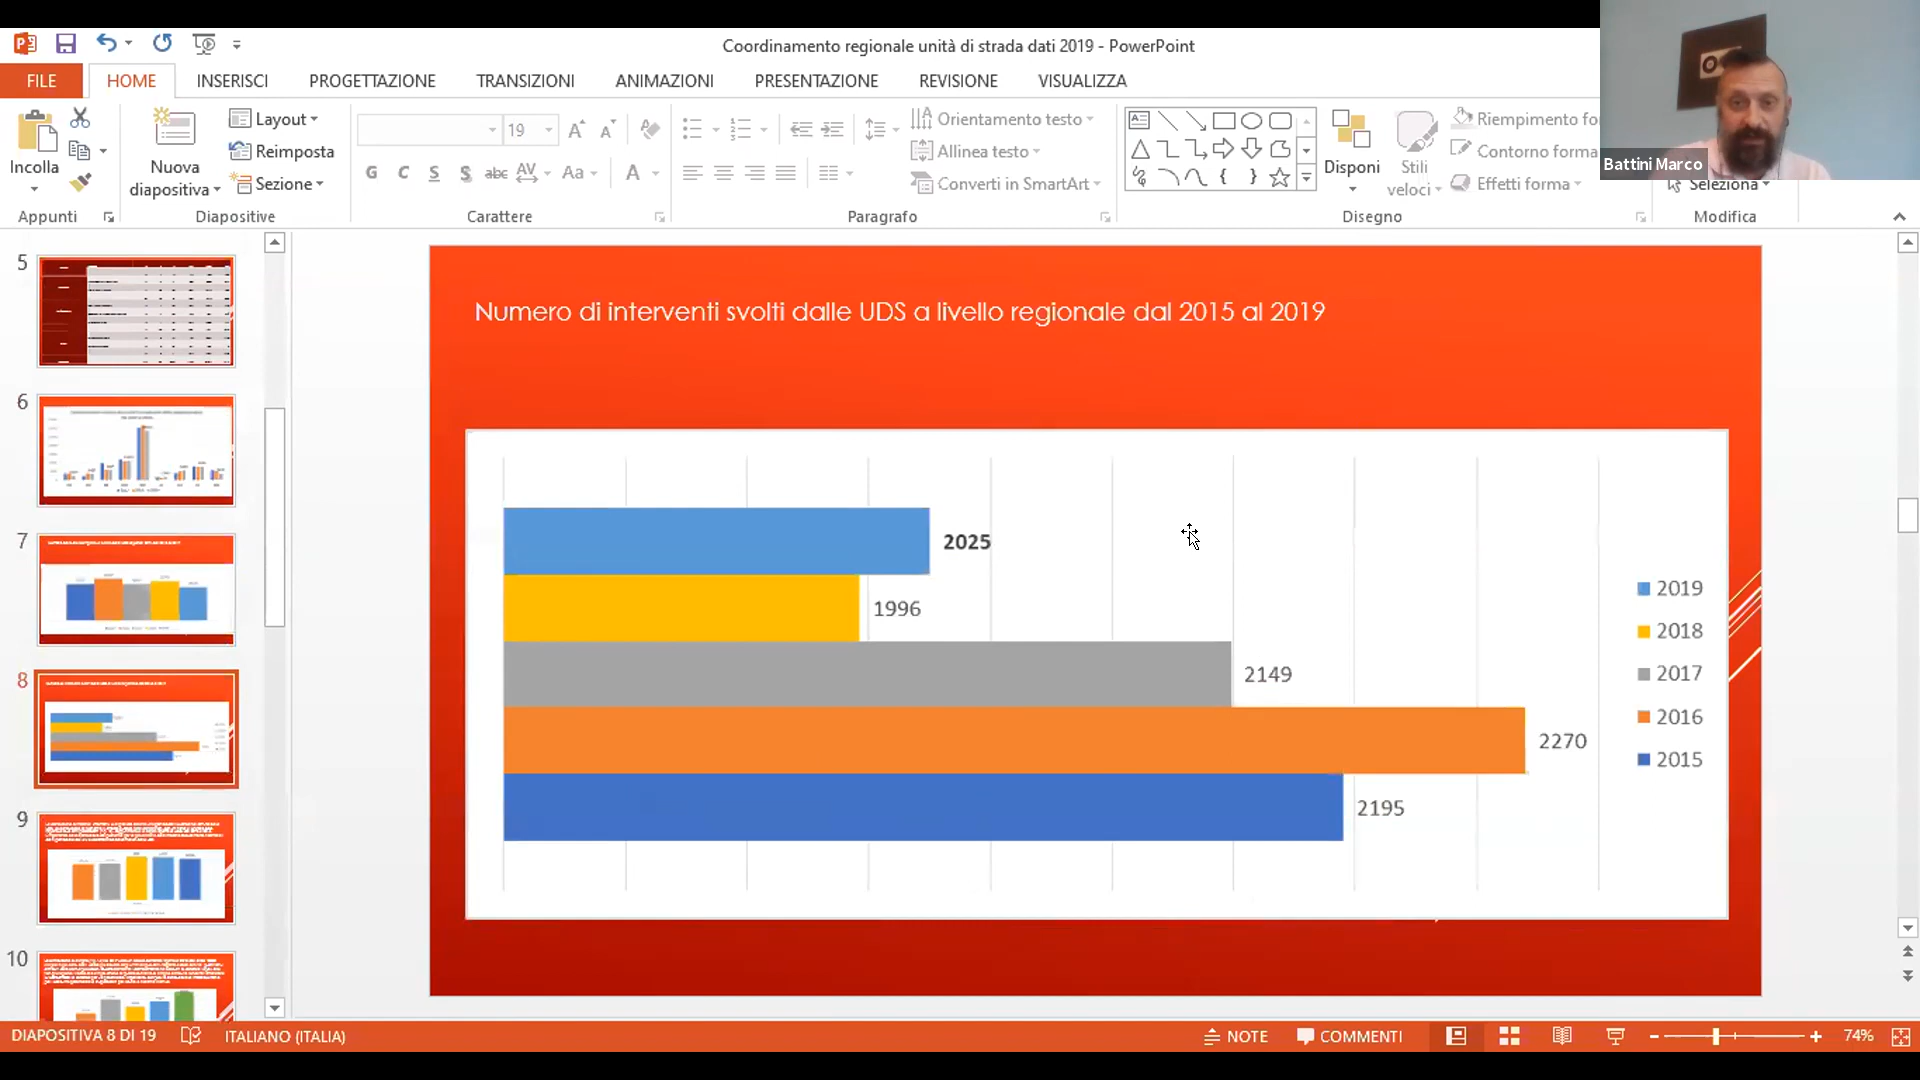 Coordinamento regionale unità di strada dati 2019 - PowerPoint
FILE
HOME
INSERISCI
PROGETTAZIONE
TRANSIZIONI
ANIMAZIONI
PRESENTAZIONE
REVISIONE
VISUALIZZA
Incolla
Appunti
Nuova
diapositiva
Layout
Reimposta
Sezione
Diapositive
19
G C S S abc AV Aa A
Carattere
Orientamento testo
Allinea testo
Converti in SmartArt
Paragrafo
Disponi
Stili
veloci
Riempimento fo
Contorno forma
Effetti forma
Disegno
Seleziona
Modifica
Battini Marco
5
6
7
8
9
10
Numero di interventi svolti dalle UDS a livello regionale dal 2015 al 2019
2025
1996
2149
2270
2195
2019
2018
2017
2016
2015
DIAPOSITIVA 8 DI 19
ITALIANO (ITALIA)
NOTE
COMMENTI
74%